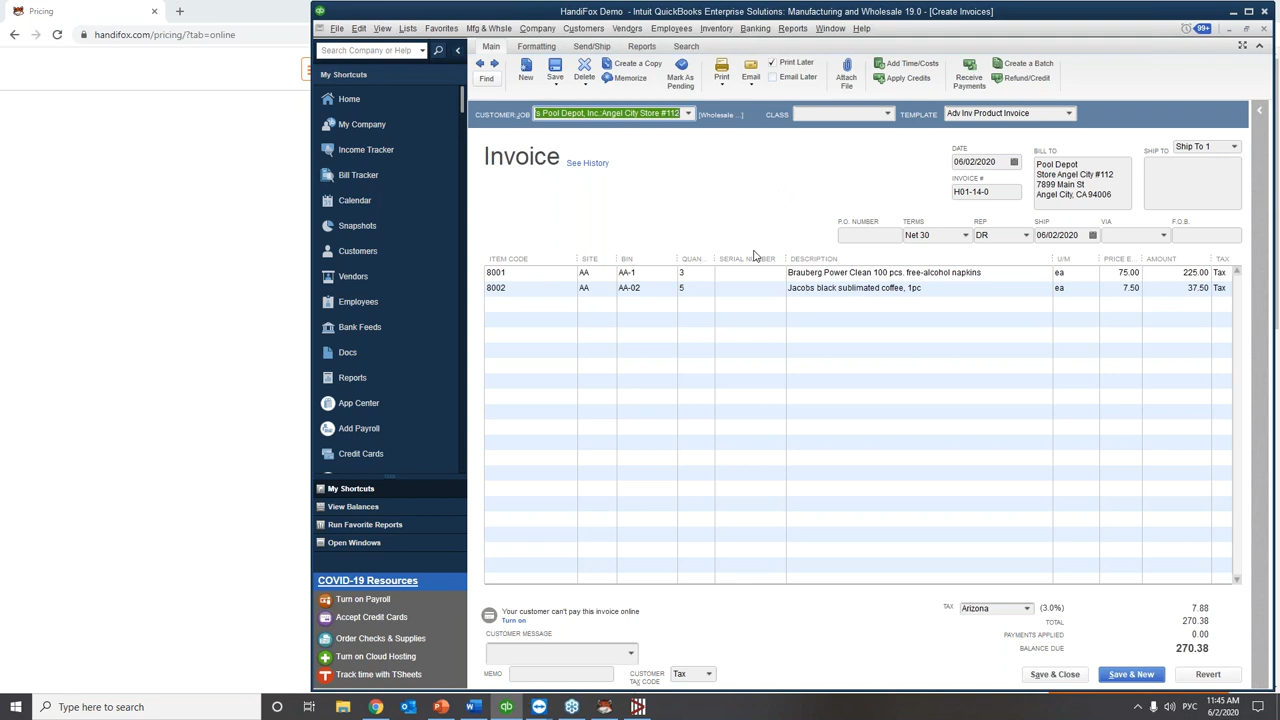 Pricing
handifox.com/pricing/?tab=online
HandiFox Demo - Intuit QuickBooks Enterprise Solutions: Manufacturing and Wholesale 19.0 - [Create Invoices]
File Edit View Lists Favorites Mfg & Whole Company Customers Vendors Employees Inventory Banking Reports Window Help
99+
Search Company or Help
Main Formatting Send/Ship Reports Search
Find
New
Save
Delete
Create a Copy
Memorize
Mark As
Pending
Print
Email
Print Later
Email Later
Attach
File
Add Time/Costs
Apply Credits
Receive
Payments
Create a Batch
Refund/Credit
My Shortcuts
Home
My Company
Income Tracker
Bill Tracker
Calendar
Snapshots
Customers
Vendors
Employees
Bank Feeds
Docs
Reports
App Center
Add Payroll
Credit Cards
My Shortcuts
View Balances
Run Favorite Reports
Open Windows
COVID-19 Resources
Turn on Payroll
Accept Credit Cards
Order Checks & Supplies
Turn on Cloud Hosting
Track time with TSheets
CUSTOMER:JOB s Pool Depot, Inc.:Angel City Store #112 [Wholesale ...] CLASS TEMPLATE Adv Inv Product Invoice
Invoice See History
DATE
06/02/2020
INVOICE #
H01-14-0
BILL TO
Pool Depot
Store Angel City #112
7899 Main St
Angel City, CA 94006
SHIP TO Ship To 1
P.O. NUMBER TERMS REP SHIP VIA F.O.B.
Net 30 DR 06/02/2020
ITEM CODE SITE BIN QUAN... SERIAL NUMBER DESCRIPTION U/M PRICE E... AMOUNT TAX
8001 AA AA-1 3 Brauberg Power Clean 100 pcs. free-alcohol napkins ea 75.00 225.00 Tax
8002 AA AA-02 5 Jacobs black sublimated coffee, 1pc ea 7.50 37.50 Tax
Your customer can't pay this invoice online
Turn on
CUSTOMER MESSAGE
MEMO
CUSTOMER
TAX CODE
Tax
TAX Arizona (3.0%) 7.88
TOTAL 270.38
PAYMENTS APPLIED 0.00
BALANCE DUE 270.38
Save & Close Save & New Revert
Type here to search
РУС
11:45 AM
6/2/2020